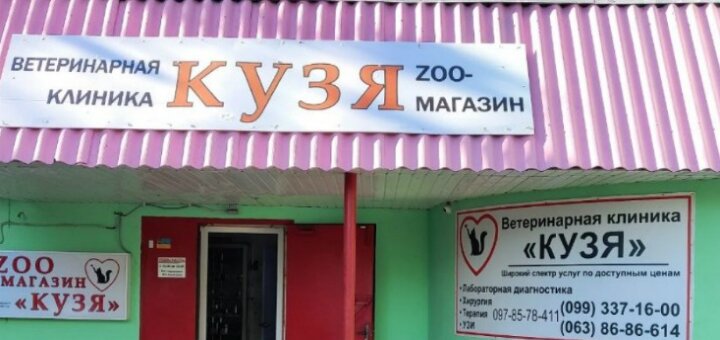 ВЕТЕРИНАРНАЯ
КЛИНИКА
КУЗЯ
ZOO-
МАГАЗИН
ZOO
МАГАЗИН
«КУЗЯ»
Ветеринарная клиника
«КУЗЯ»
Широкий спектр услуг по доступным ценам
•Лабораторная диагностика
•Хирургия
•Терапия
•УЗИ
097-85-78-411
(099) 337-16-00
(063) 86-86-614